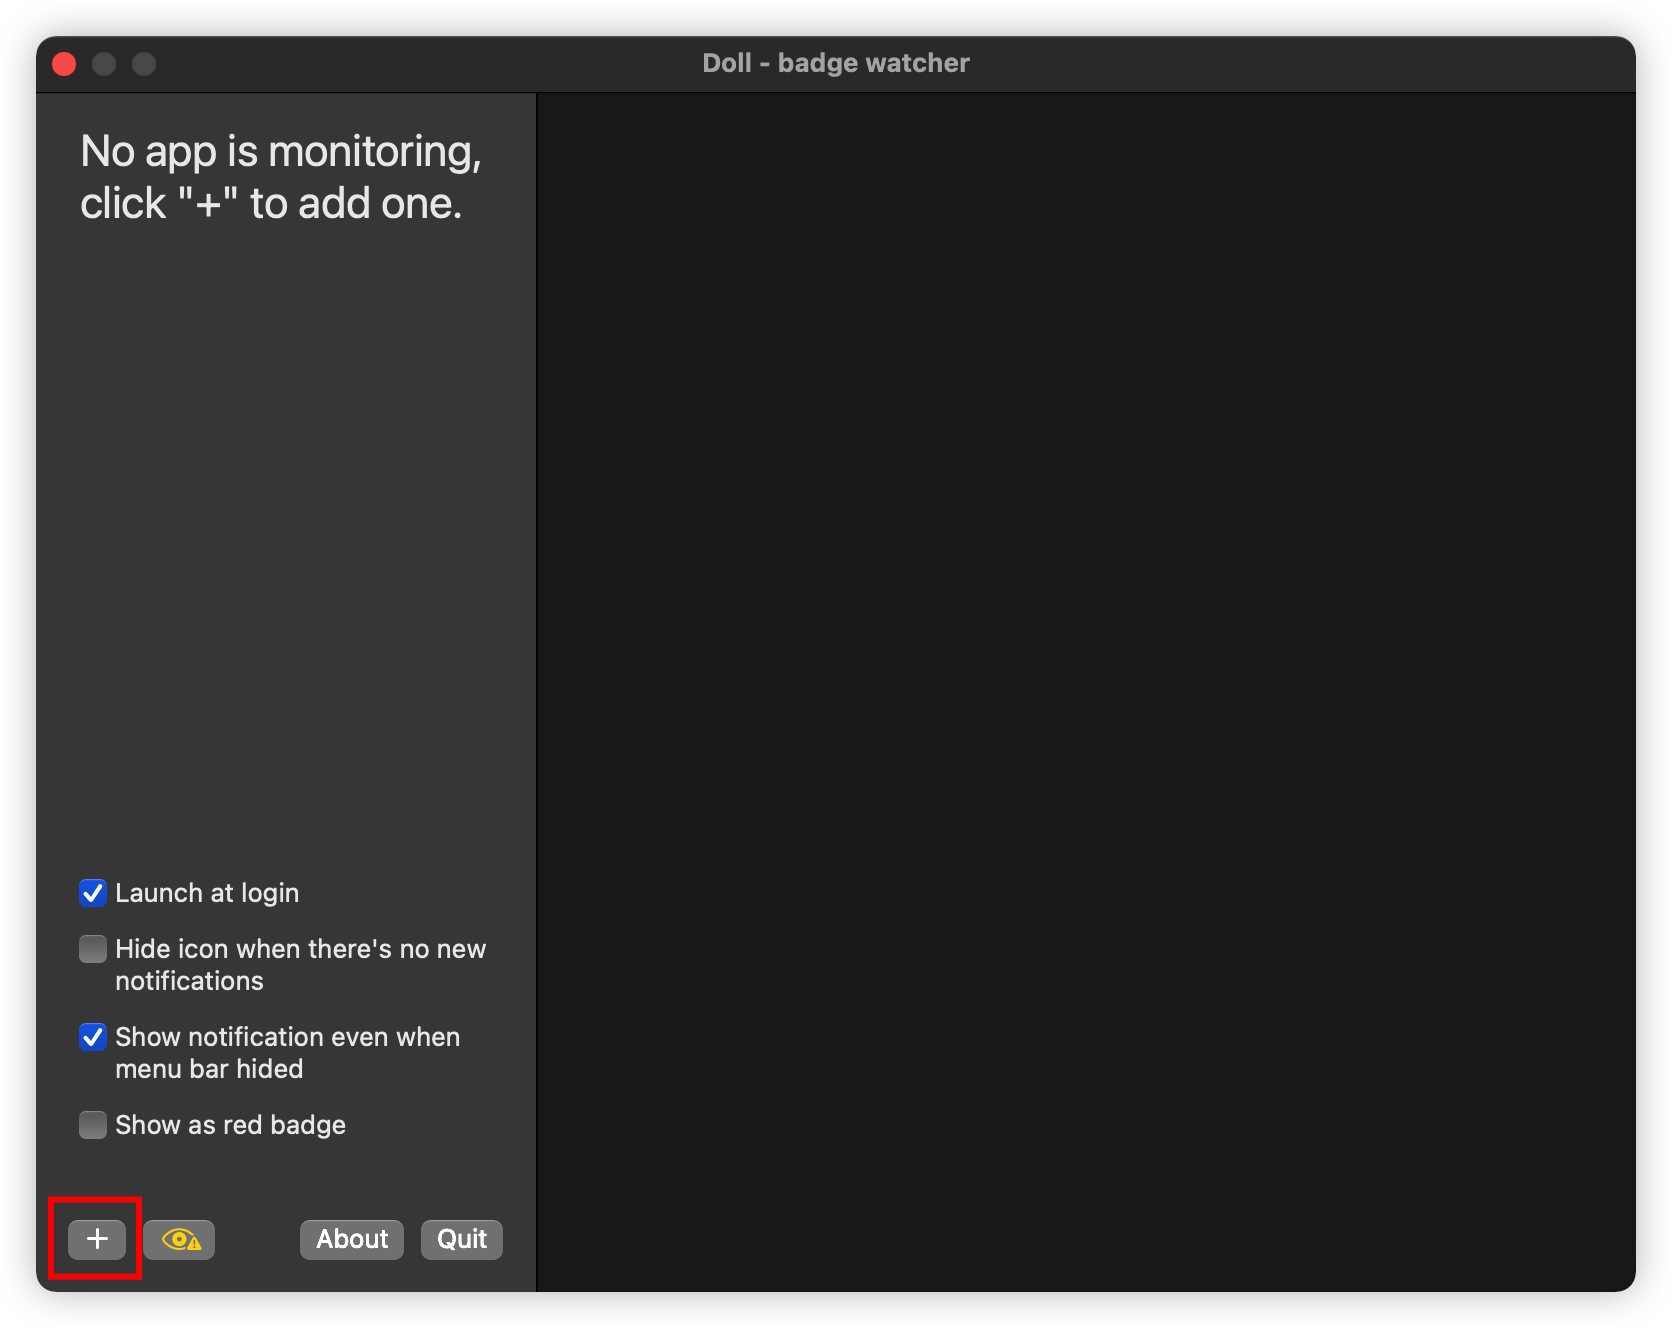 Doll - badge watcher
No app is monitoring,
click "+" to add one.
Launch at login
Hide icon when there's no new
notifications
Show notification even when
menu bar hided
Show as red badge
+
About
Quit